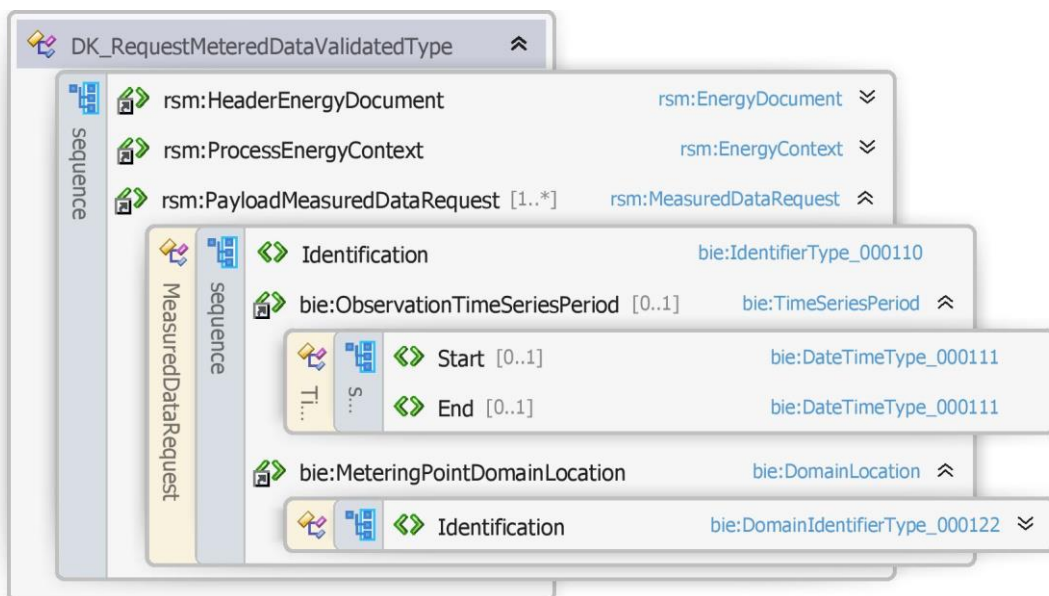 DK_RequestMeteredDataValidatedType
sequence
rsm:HeaderEnergyDocument rsm:EnergyDocument
rsm:ProcessEnergyContext rsm:EnergyContext
rsm:PayloadMeasuredDataRequest [1..*] rsm:MeasuredDataRequest
MeasuredDataRequest
sequence
Identification bie:IdentifierType_000110
bie:ObservationTimeSeriesPeriod [0..1] bie:TimeSeriesPeriod
Ti...
s...
Start [0..1] bie:DateTimeType_000111
End [0..1] bie:DateTimeType_000111
bie:MeteringPointDomainLocation bie:DomainLocation
Identification bie:DomainIdentifierType_000122